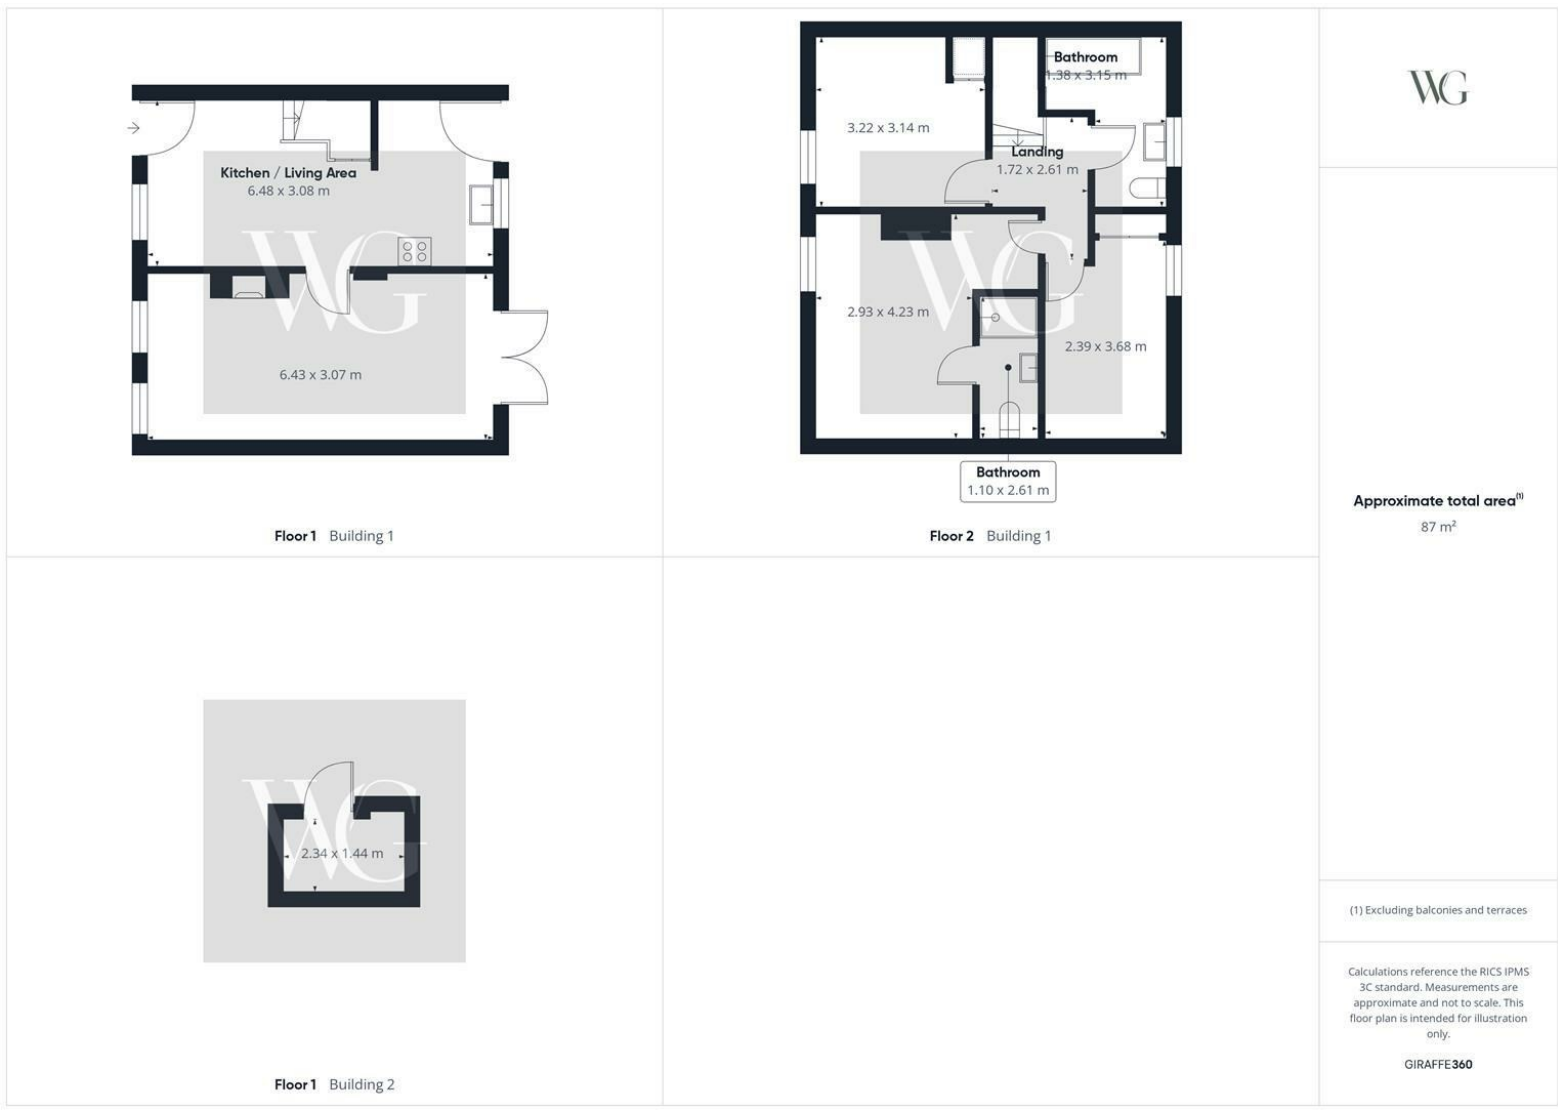 Kitchen / Living Area
6.48 x 3.08 m
WG
6.43 x 3.07 m
Floor 1 Building 1
Bathroom
1.38 x 3.15 m
3.22 x 3.14 m
Landing
1.72 x 2.61 m
WG
2.93 x 4.23 m
2.39 x 3.68 m
Bathroom
1.10 x 2.61 m
Floor 2 Building 1
WG
2.34 x 1.44 m
Floor 1 Building 2
WG
Approximate total area(1)
87 m²
(1) Excluding balconies and terraces
Calculations reference the RICS IPMS
3C standard. Measurements are
approximate and not to scale. This
floor plan is intended for illustration
only.
GIRAFFE360